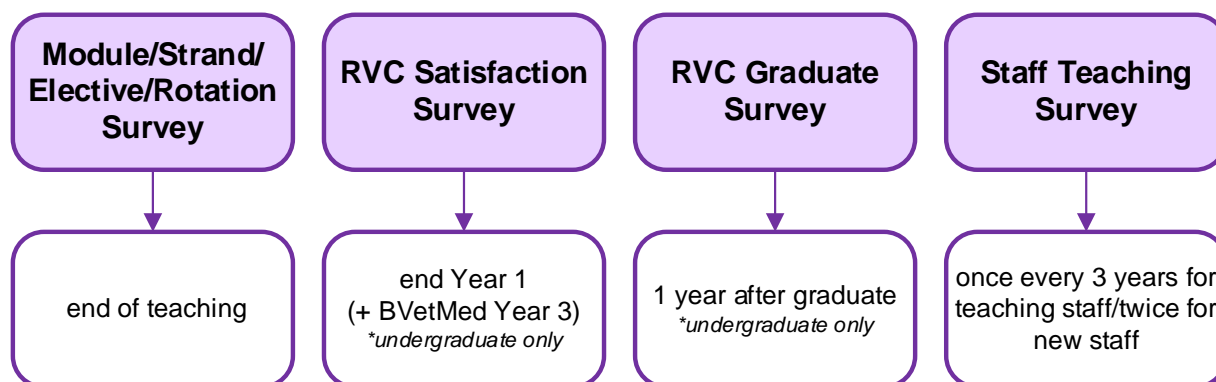 Module/Strand/
Elective/Rotation
Survey
RVC Satisfaction
Survey
RVC Graduate
Survey
Staff Teaching
Survey
end of teaching
end Year 1
(+ BVetMed Year 3)
*undergraduate only
1 year after graduate
*undergraduate only
once every 3 years for
teaching staff/twice for
new staff